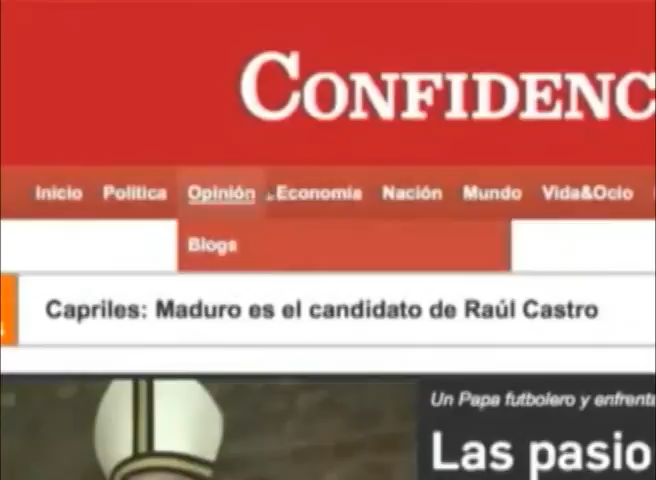 CONFIDENC
Inicio Política Opinión Economía Nación Mundo Vida&Ocio
Blogs
Capriles: Maduro es el candidato de Raúl Castro
Un Papa futbolero y enfrent
Las pasio